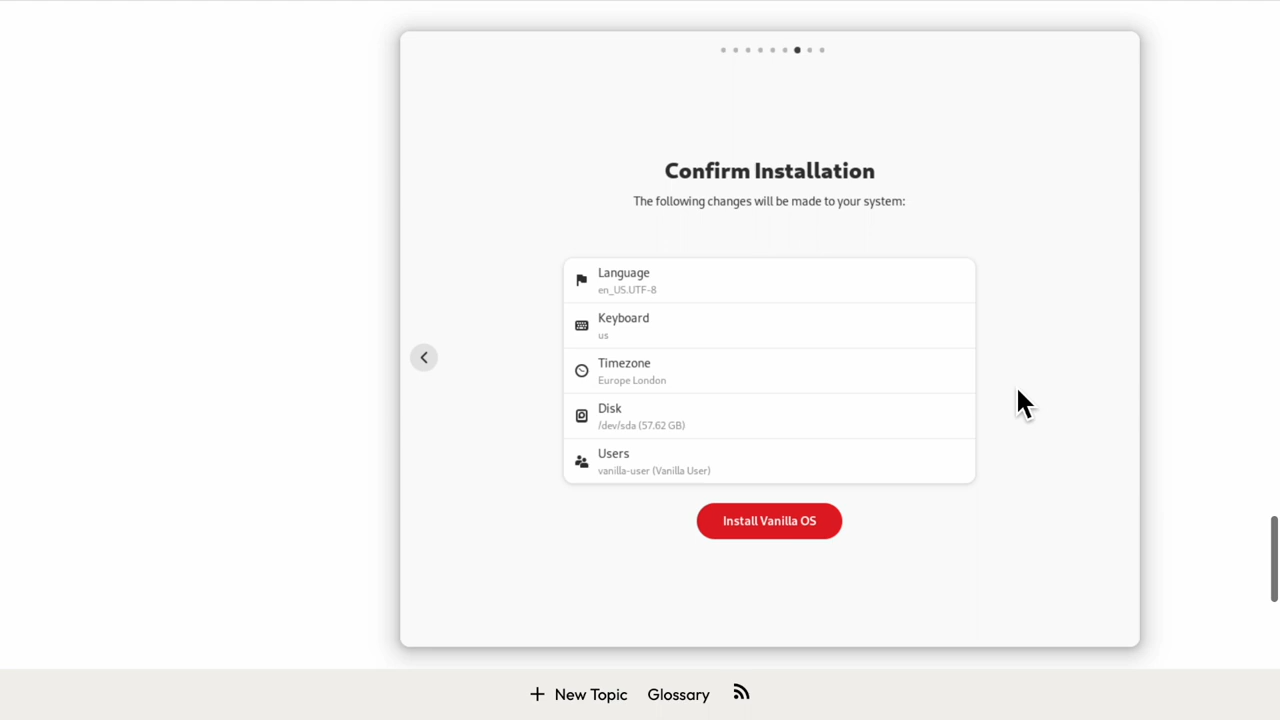 Confirm Installation
The following changes will be made to your system:
Language
en_US.UTF-8
Keyboard
us
Timezone
Europe London
Disk
/dev/sda (57.62 GB)
Users
vanilla-user (Vanilla User)
Install Vanilla OS
New Topic
Glossary